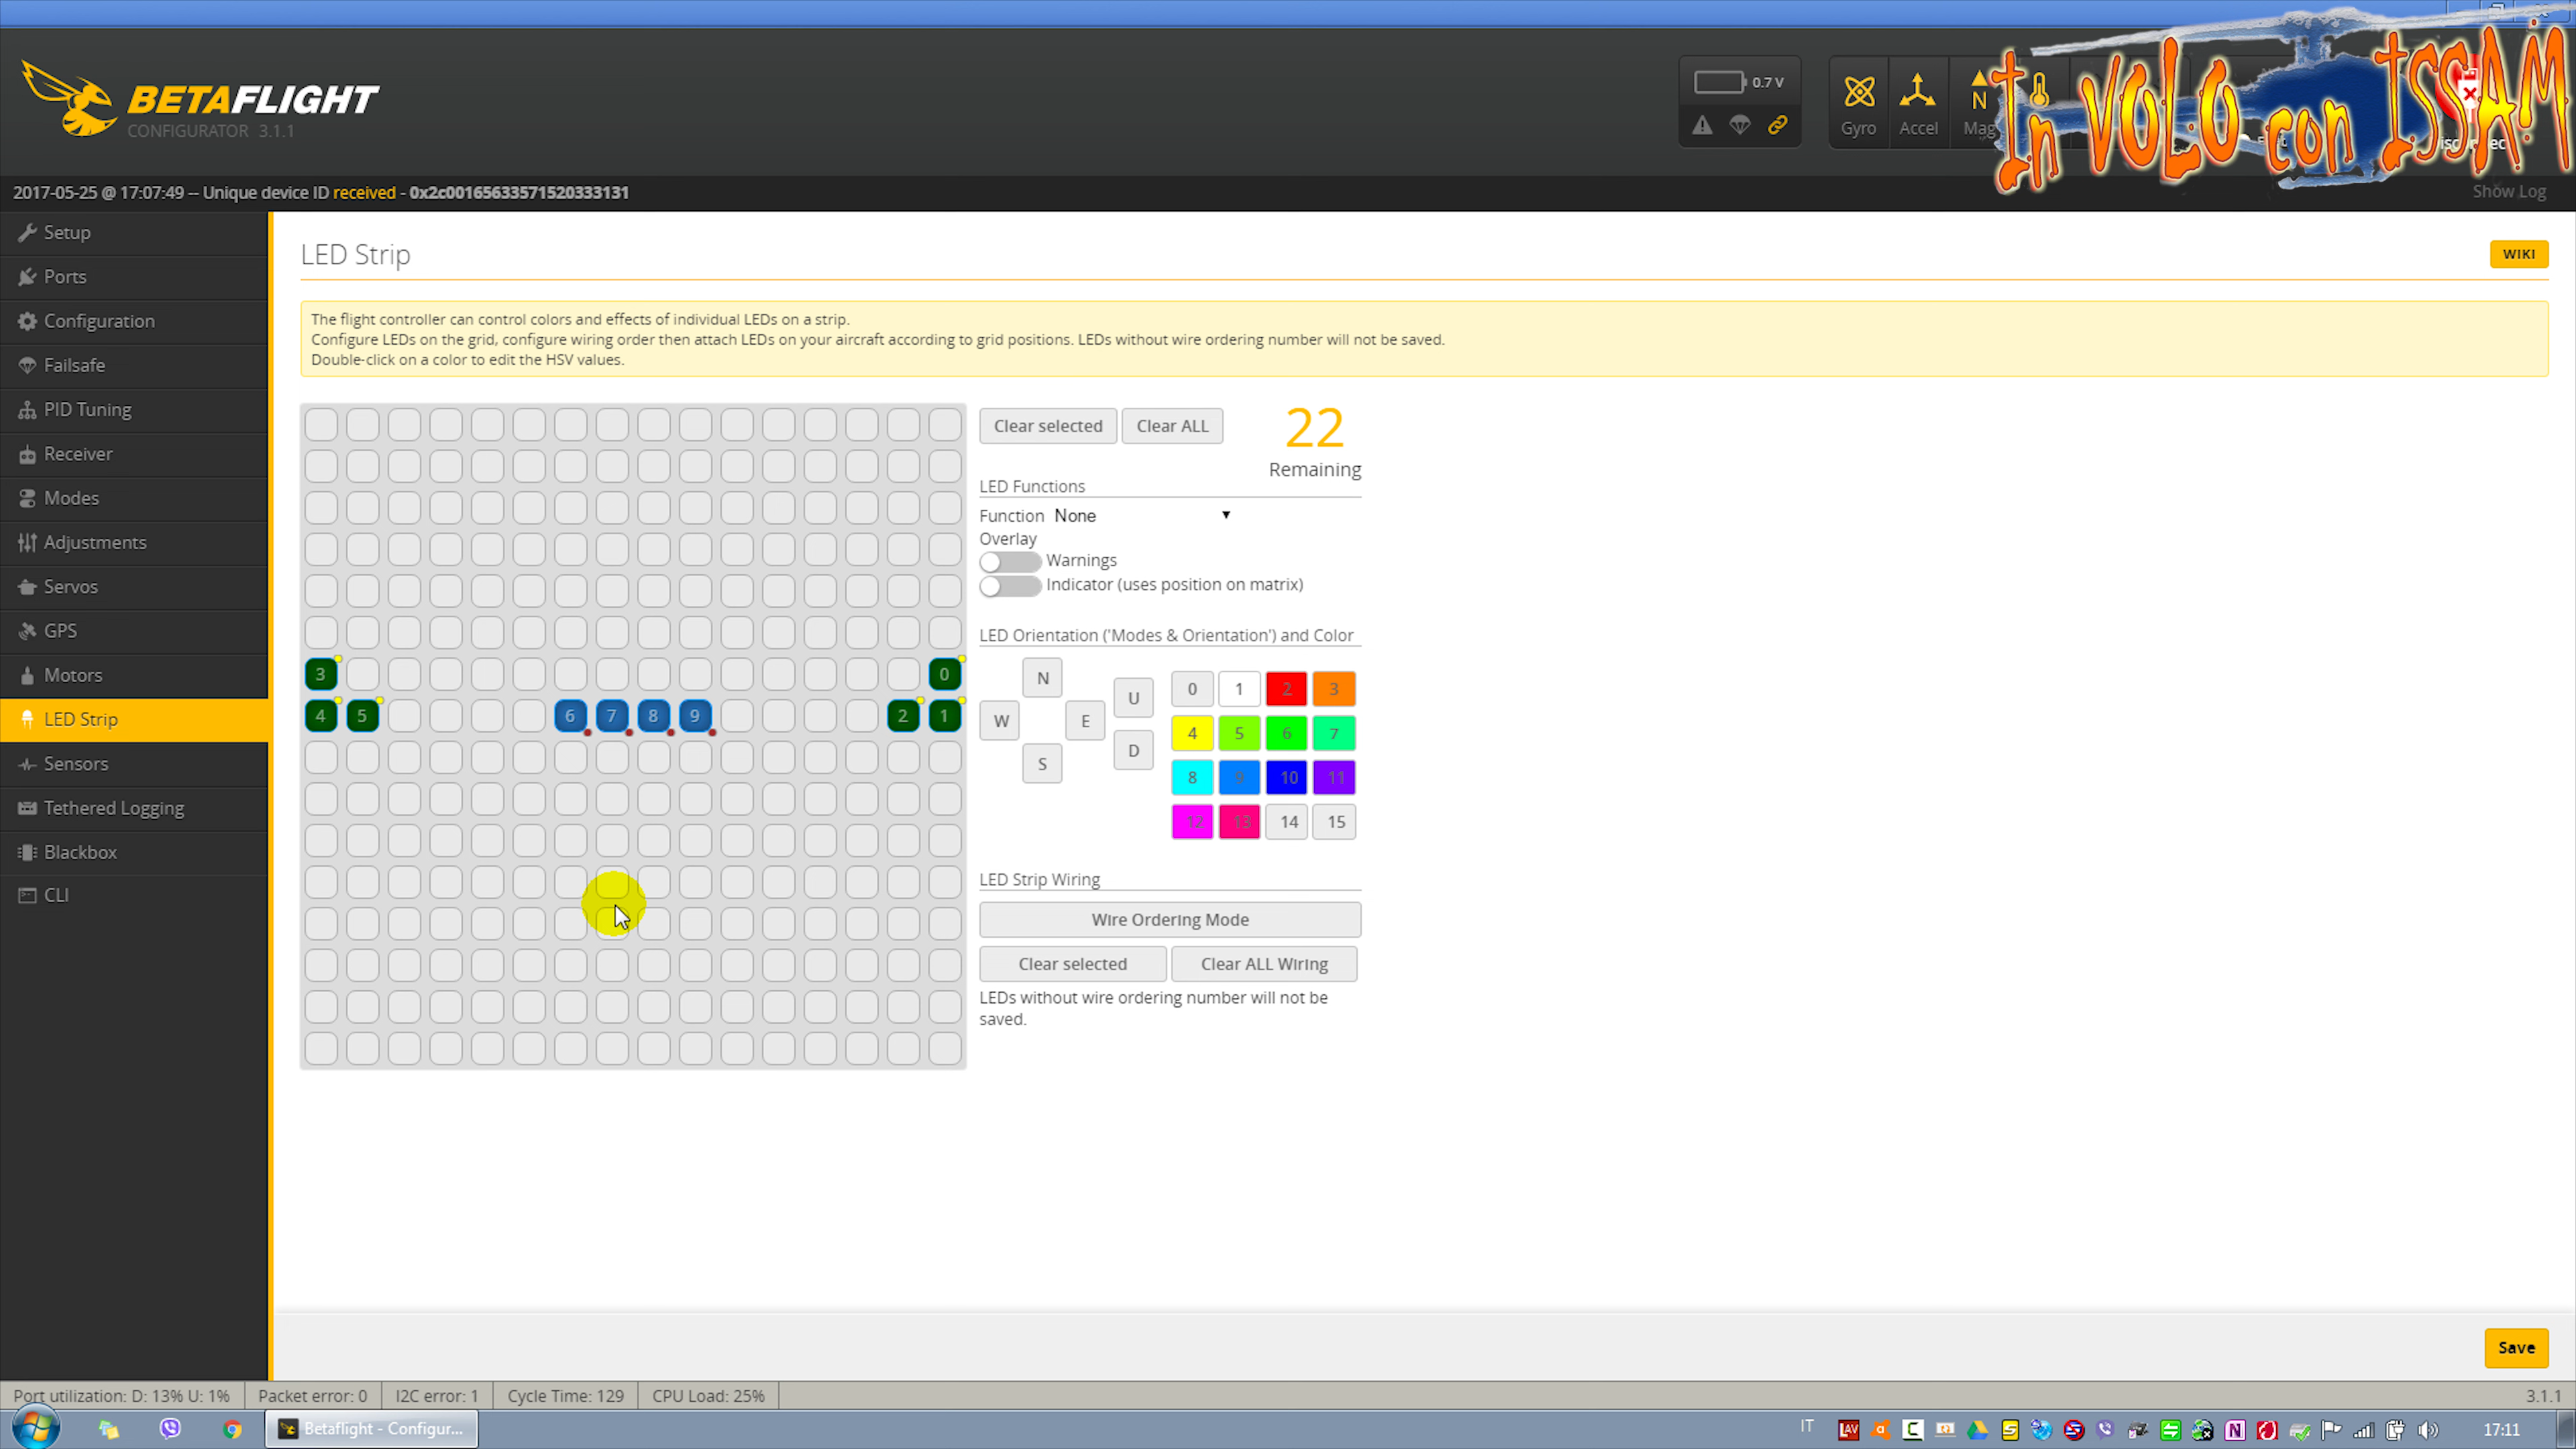 BETAFLIGHT
CONFIGURATOR 3.1.1
0.7 V
Gyro
Accel
Mag
In VOLO con ISSAM
2017-05-25 @ 17:07:49 -- Unique device ID received - 0x2c001656633571520333131
Show Log
Setup
Ports
Configuration
Failsafe
PID Tuning
Receiver
Modes
Adjustments
Servos
GPS
Motors
LED Strip
Sensors
Tethered Logging
Blackbox
CLI
LED Strip
WIKI
The flight controller can control colors and effects of individual LEDs on a strip.
Configure LEDs on the grid, configure wiring order then attach LEDs on your aircraft according to grid positions. LEDs without wire ordering number will not be saved.
Double-click on a color to edit the HSV values.
3 0
4 5 6 7 8 9 2 1
Clear selected Clear ALL
22
Remaining
LED Functions
Function None
Overlay
Warnings
Indicator (uses position on matrix)
LED Orientation ('Modes & Orientation') and Color
N
W E
S
U
D
0 1 2 3
4 5 6 7
8 9 10 11
12 13 14 15
LED Strip Wiring
Wire Ordering Mode
Clear selected Clear ALL Wiring
LEDs without wire ordering number will not be
saved.
Save
Port utilization: D: 13% U: 1% Packet error: 0 I2C error: 1 Cycle Time: 129 CPU Load: 25%
3.1.1
Betaflight - Configur...
IT
LAV
17:11